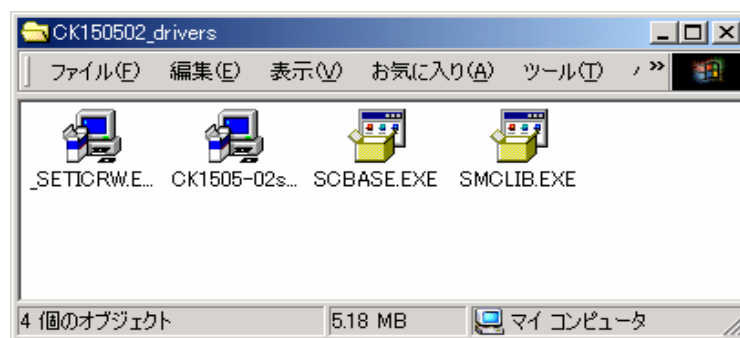 CK150502_drivers
ファイル(F) 編集(E) 表示(V) お気に入り(A) ツール(T) »
_SETICRW.E... CK1505-02s... SCBASE.EXE SMCLIB.EXE
4 個のオブジェクト 5.18 MB マイ コンピュータ